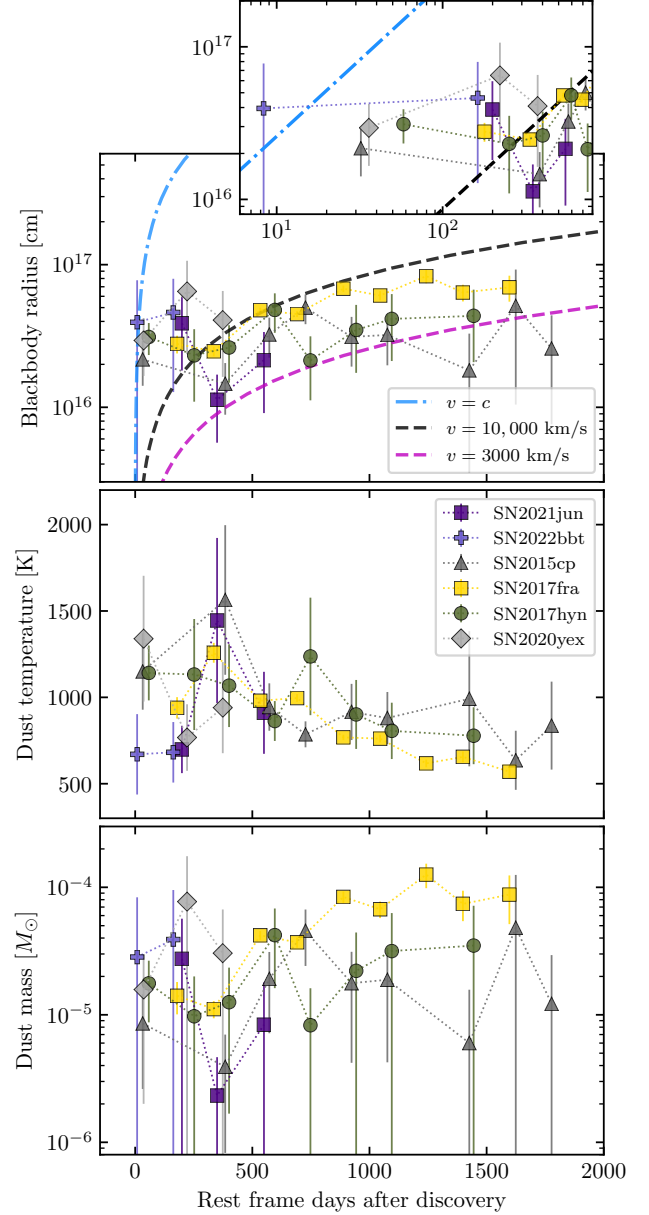 10^17
10^16
10^1
10^2
Blackbody radius [cm]
10^17
10^16
v = c
v = 10,000 km/s
v = 3000 km/s
Dust temperature [K]
2000
1500
1000
500
SN2021jun
SN2022bbt
SN2015cp
SN2017fra
SN2017hyn
SN2020yex
Dust mass [M⊙]
10^−4
10^−5
10^−6
0
500
1000
1500
2000
Rest frame days after discovery